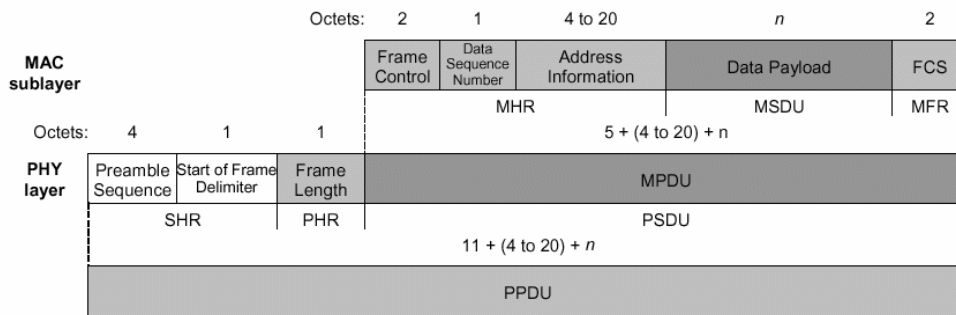 Octets: 2 1 4 to 20 n 2
MAC sublayer
Frame Control
Data Sequence Number
Address Information
Data Payload
FCS
MHR MSDU MFR
Octets: 4 1 1 5 + (4 to 20) + n
PHY layer
Preamble Sequence
Start of Frame Delimiter
Frame Length
MPDU
SHR PHR PSDU
11 + (4 to 20) + n
PPDU